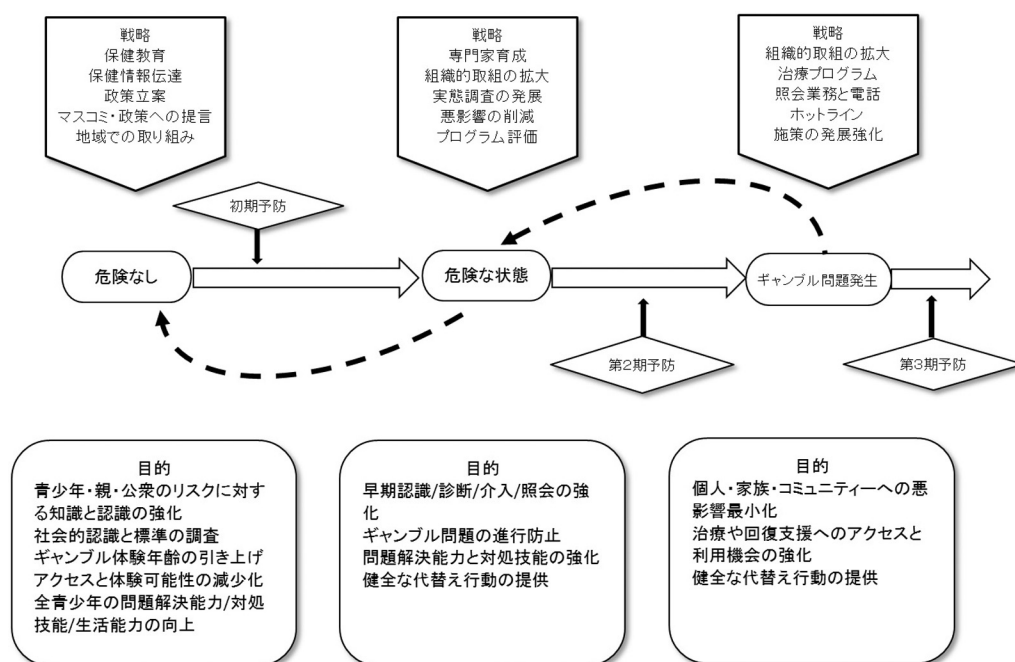 戦略
保健教育
保健情報伝達
政策立案
マスコミ・政策への提言
地域での取り組み
戦略
専門家育成
組織的取組の拡大
実態調査の発展
悪影響の削減
プログラム評価
戦略
組織的取組の拡大
治療プログラム
照会業務と電話
ホットライン
施策の発展強化
初期予防
危険なし
危険な状態
ギャンブル問題発生
第2期予防
第3期予防
目的
青少年・親・公衆のリスクに対す
る知識と認識の強化
社会的認識と標準の調査
ギャンブル体験年齢の引き上げ
アクセスと体験可能性の減少化
全青少年の問題解決能力/対処
技能/生活能力の向上
目的
早期認識/診断/介入/照会の強
化
ギャンブル問題の進行防止
問題解決能力と対処技能の強化
健全な代替え行動の提供
目的
個人・家族・コミュニティーへの悪
影響最小化
治療や回復支援へのアクセスと
利用機会の強化
健全な代替え行動の提供